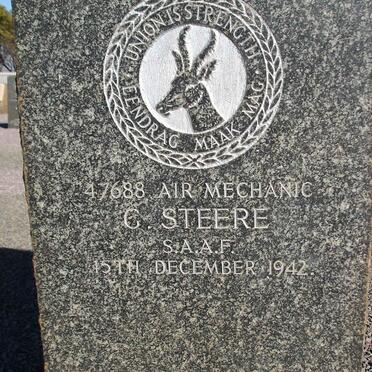 UNION IS STRENGTH
EENDRAG MAAK MAG
47688 AIR MECHANIC
G. STEERE
S.A.A.F.
15TH DECEMBER 1942.